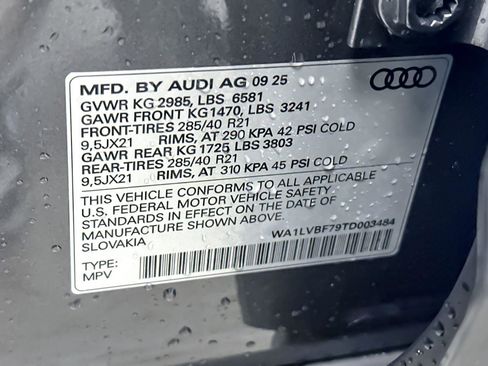 MFD. BY AUDI AG 09 25
GVWR KG 2985, LBS 6581
GAWR FRONT KG1470, LBS 3241
FRONT-TIRES 285/40 R21
9,5JX21 RIMS, AT 290 KPA 42 PSI COLD
GAWR REAR KG 1725 LBS 3803
REAR-TIRES 285/40 R21
9,5JX21 RIMS, AT 310 KPA 45 PSI COLD
THIS VEHICLE CONFORMS TO ALL APPLICABLE
U.S. FEDERAL MOTOR VEHICLE SAFETY
STANDARDS IN EFFECT ON THE DATE OF
MANUFACTURE SHOWN ABOVE.
SLOVAKIA
WA1LVBF79TD003484
TYPE:
MPV